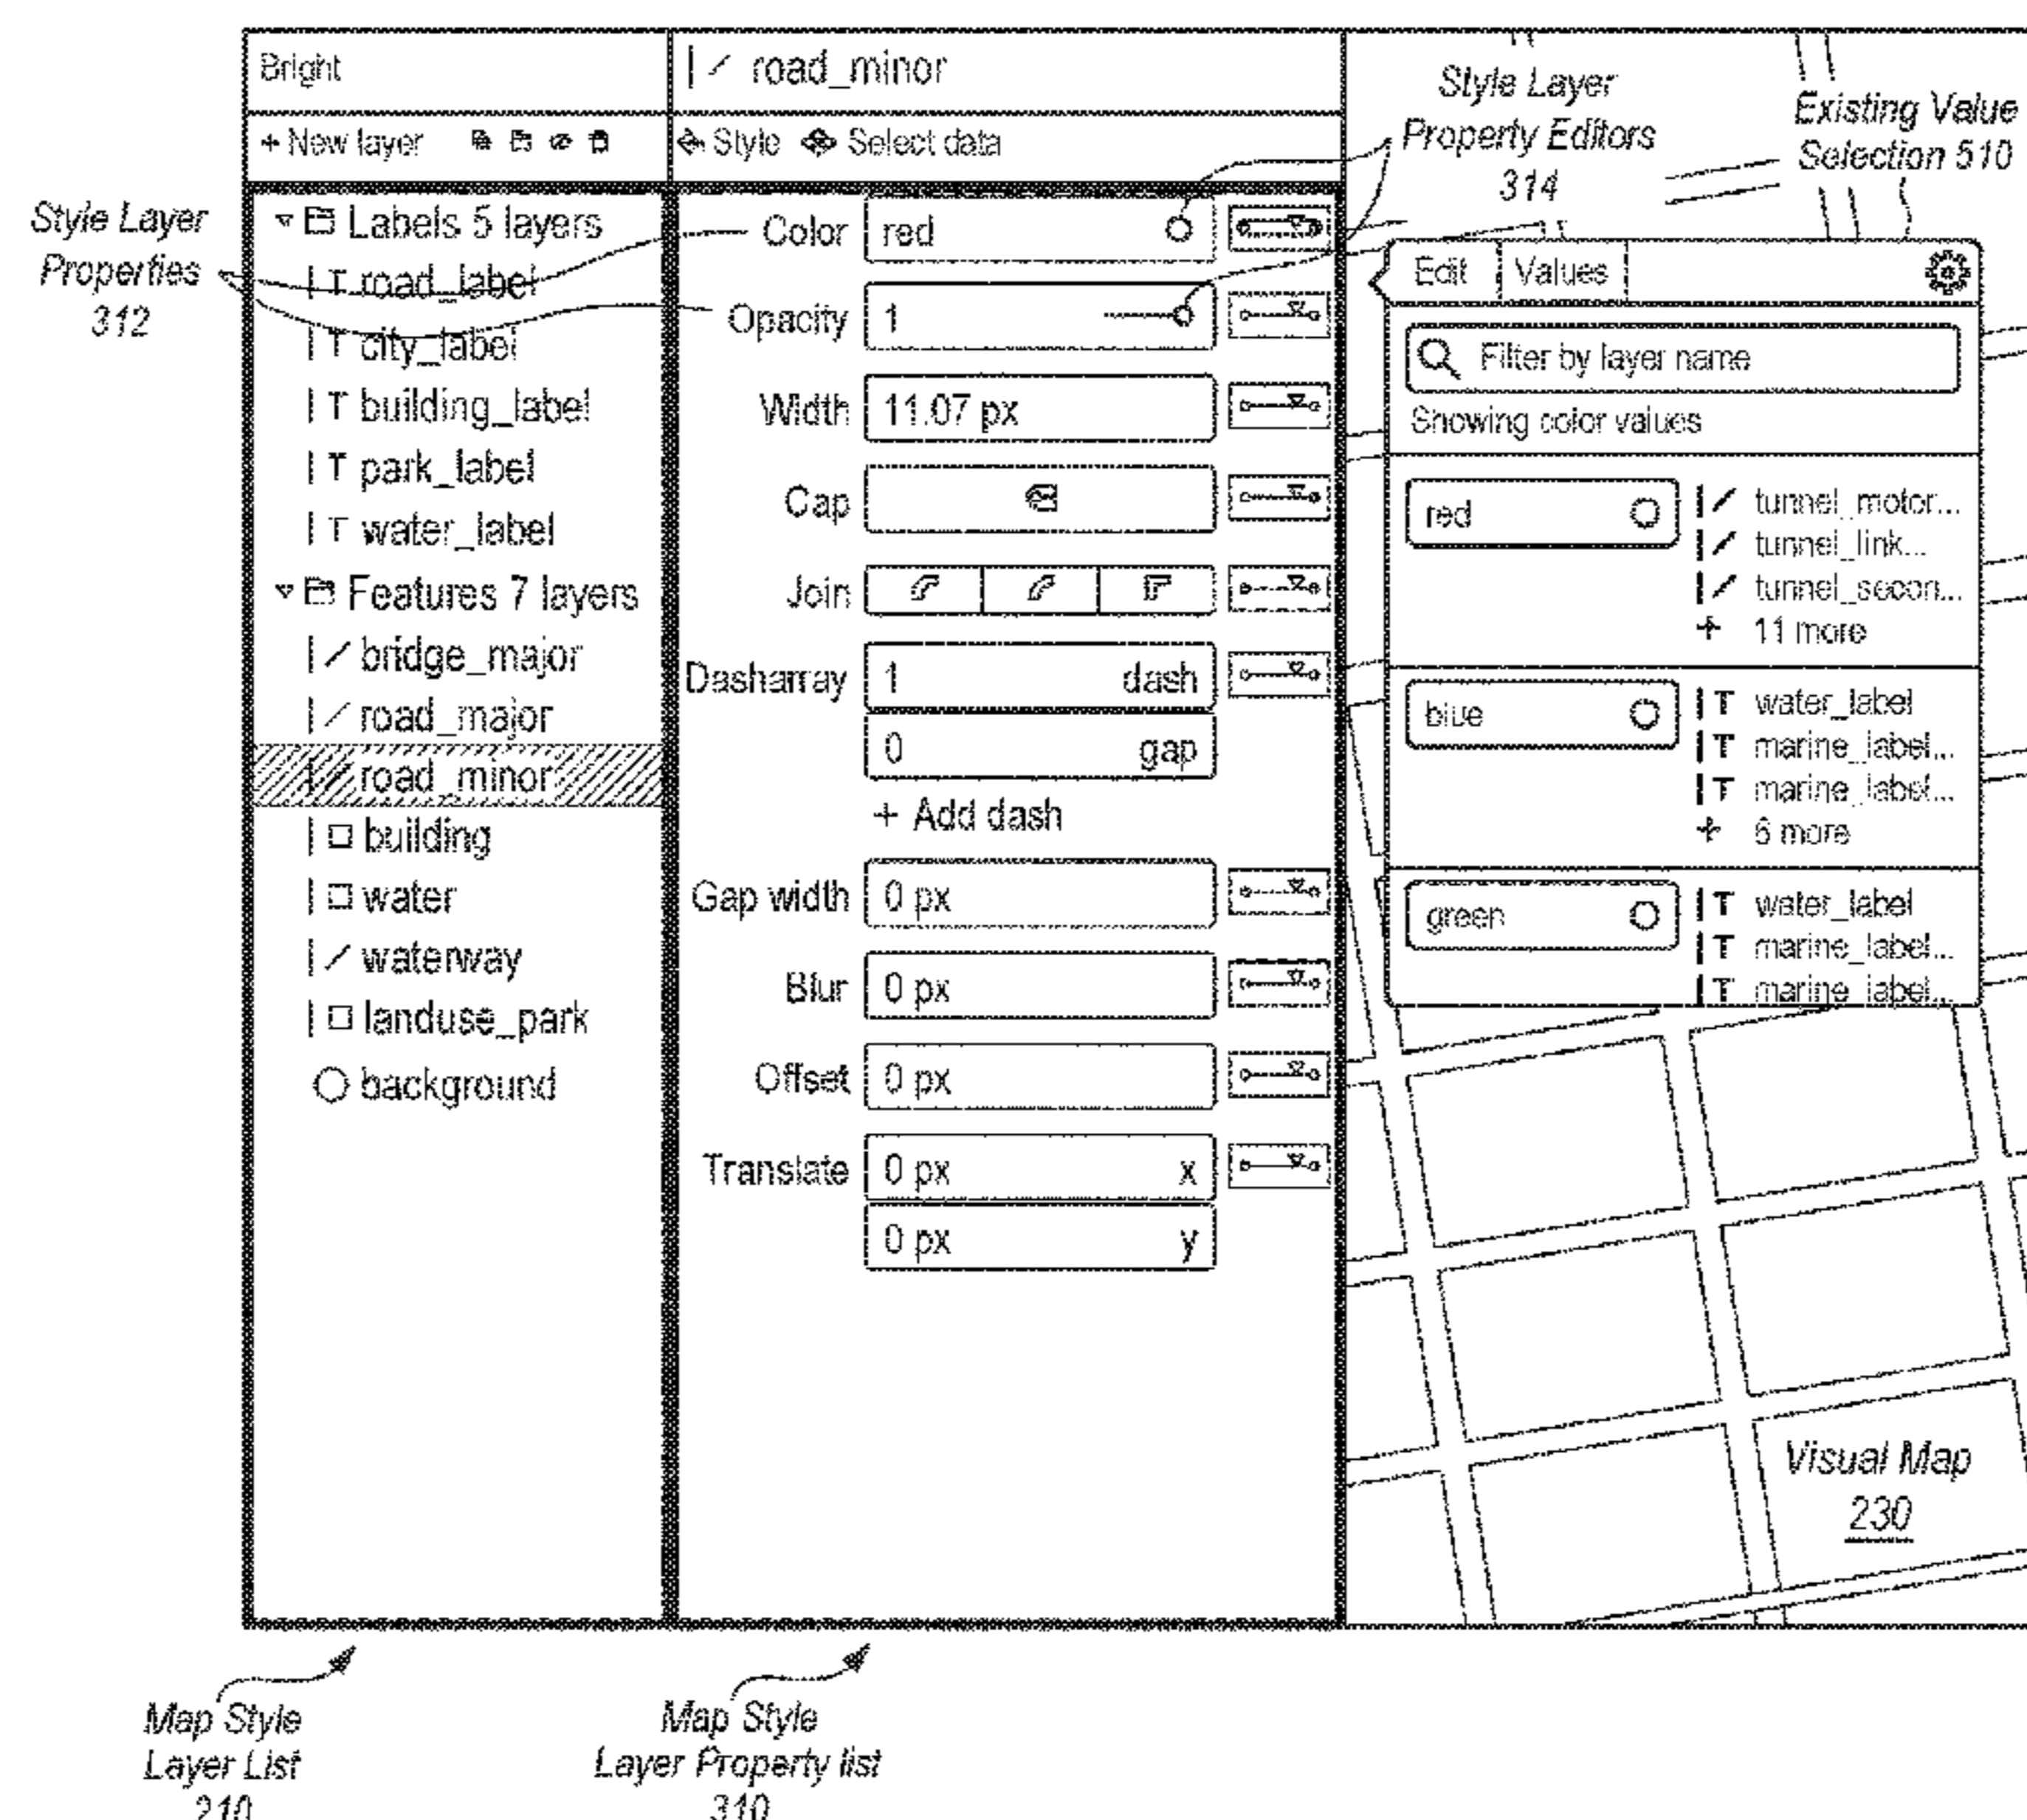 Bright
road_minor
+ New layer
Style Select data
Style Layer
Property Editors
314
Existing Value
Selection 510
Style Layer
Properties
312
Labels 5 layers
T road_label
T city_label
T building_label
T park_label
T water_label
Features 7 layers
bridge_major
road_major
road_minor
building
water
waterway
landuse_park
background
Color red
Opacity 1
Width 11.07 px
Cap
Join
Dasharray 1 dash
0 gap
+ Add dash
Gap width 0 px
Blur 0 px
Offset 0 px
Translate 0 px x
0 px y
Edit Values
Filter by layer name
Showing color values
red
tunnel_motor...
tunnel_link...
tunnel_secon...
+ 11 more
blue
T water_label
T marine_label...
T marine_label...
+ 6 more
green
T water_label
T marine_label...
T marine_label...
Visual Map
230
Map Style
Layer List
210
Map Style
Layer Property list
310